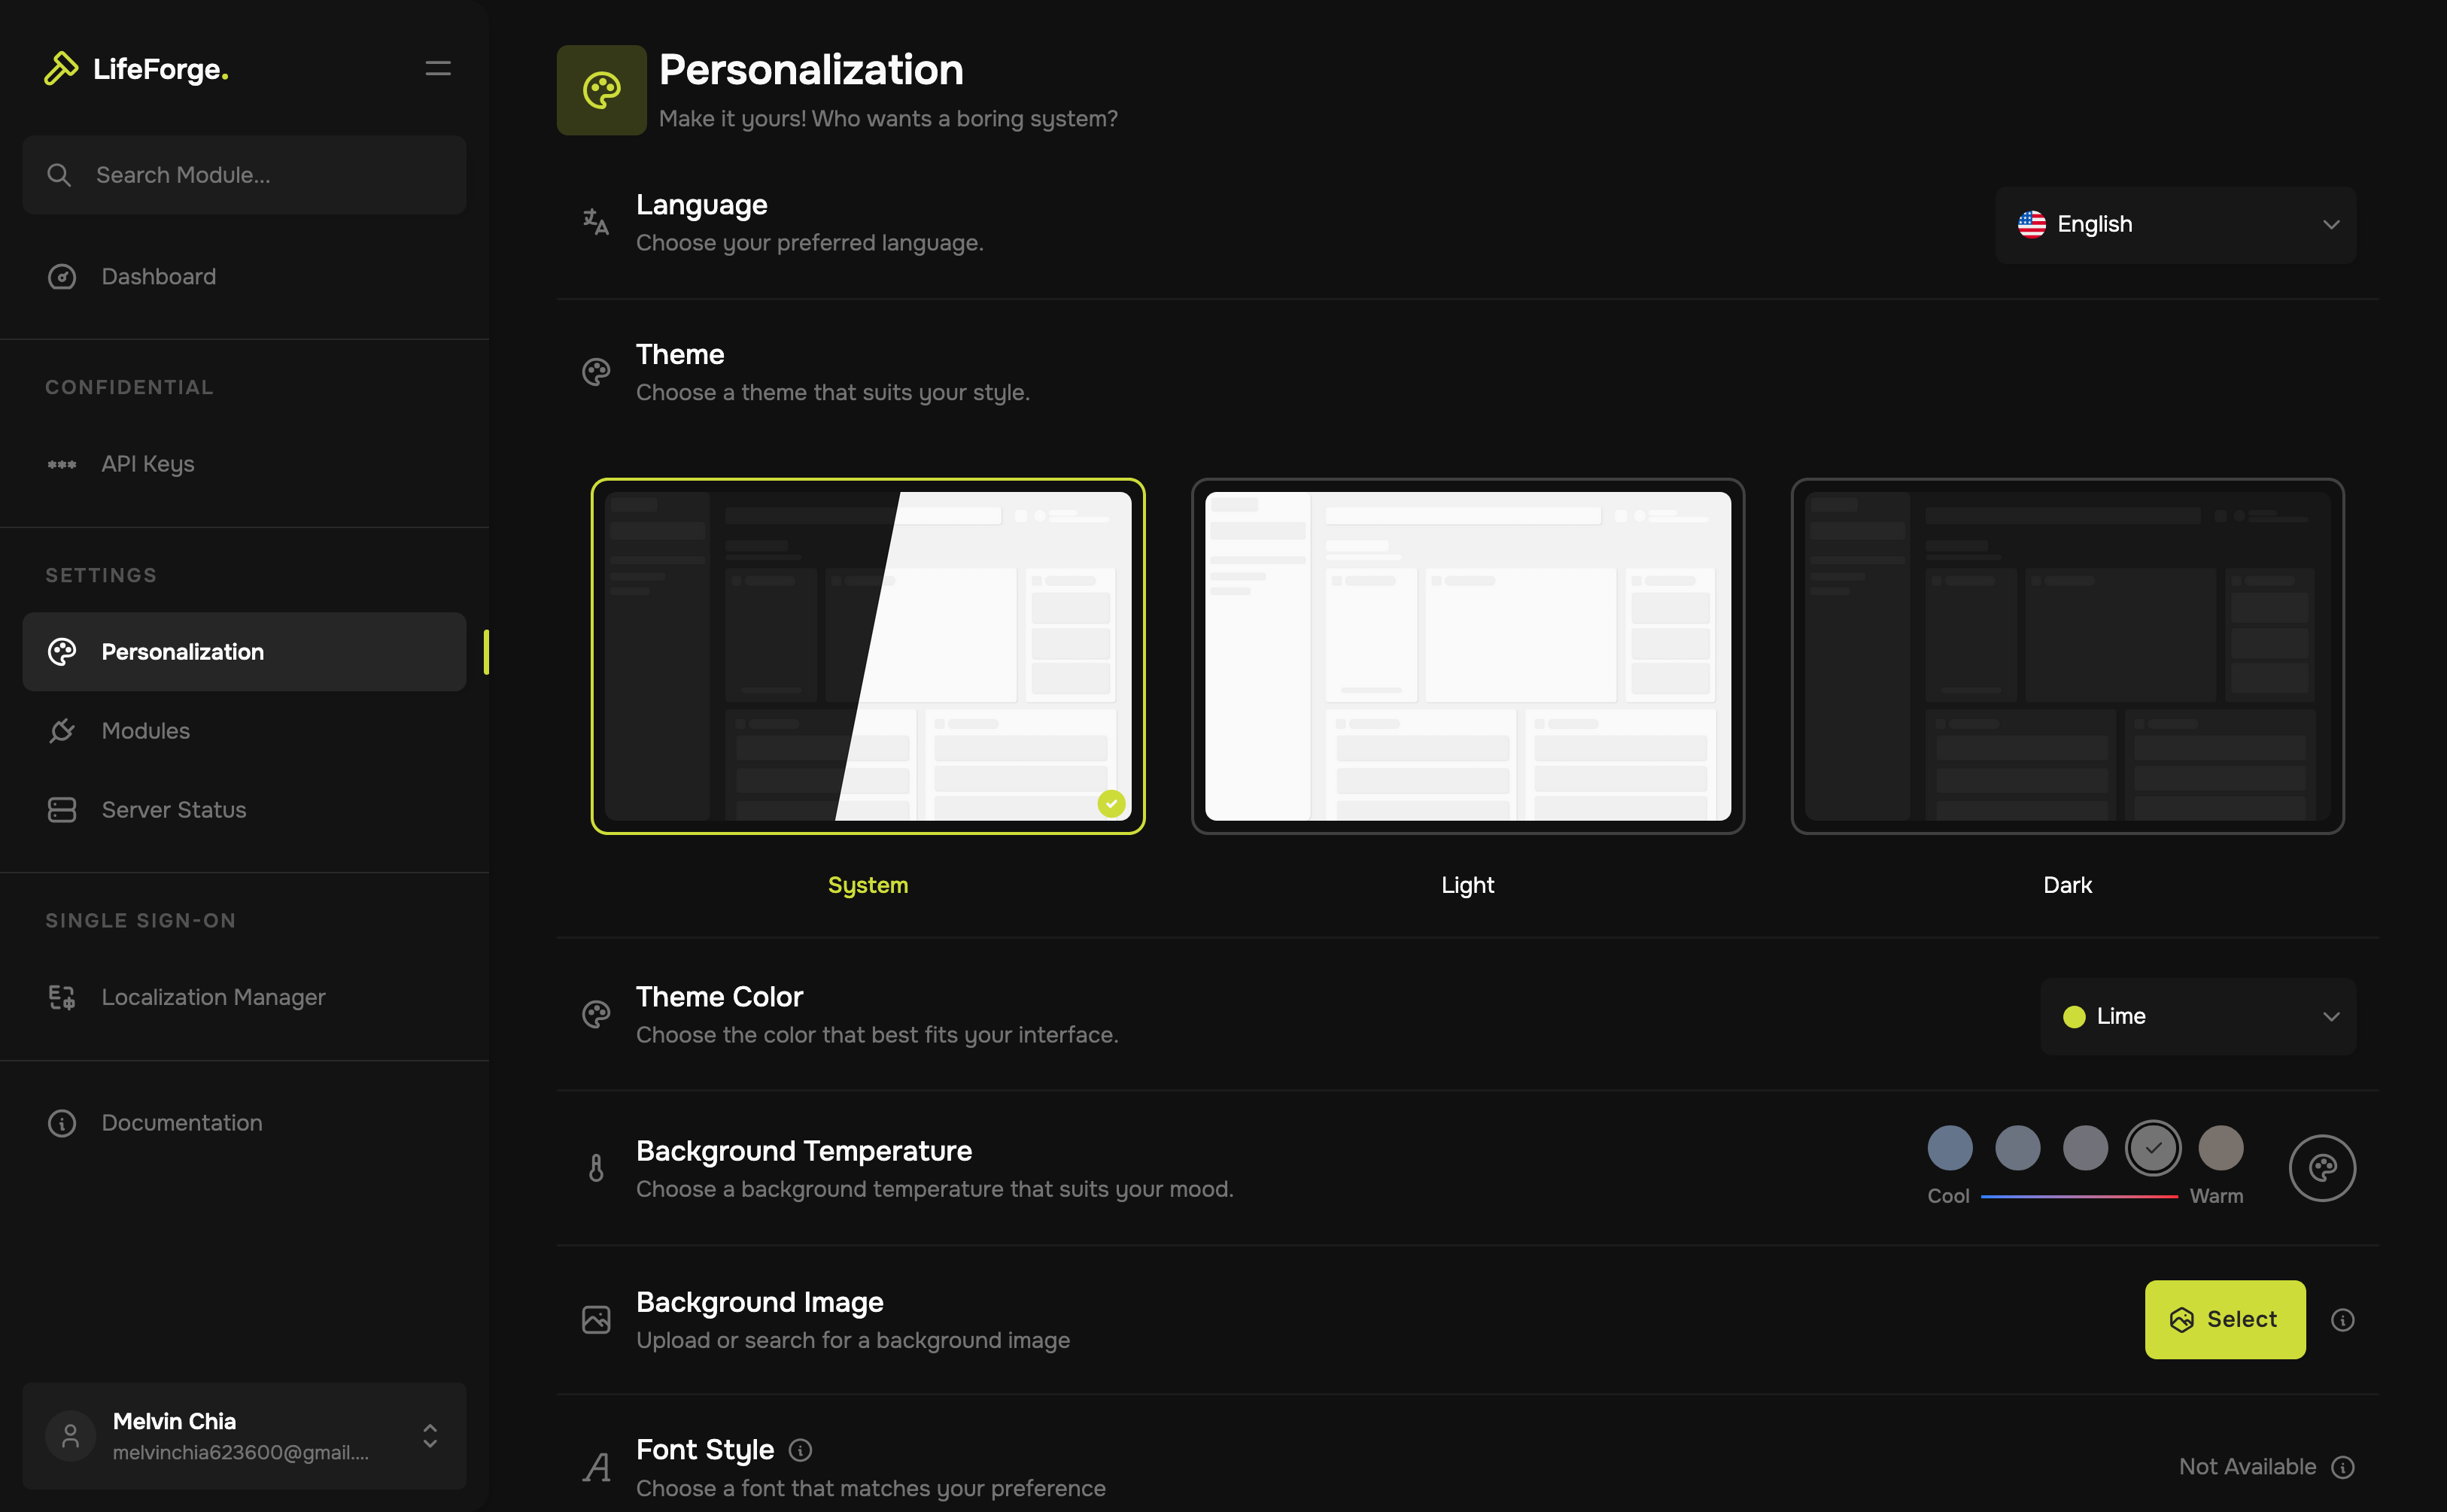 LifeForge.
Search Module...
Dashboard
CONFIDENTIAL
API Keys
SETTINGS
Personalization
Modules
Server Status
SINGLE SIGN-ON
Localization Manager
Documentation
Melvin Chia
melvinchia623600@gmail....
Personalization
Make it yours! Who wants a boring system?
Language
Choose your preferred language.
English
Theme
Choose a theme that suits your style.
System
Light
Dark
Theme Color
Choose the color that best fits your interface.
Lime
Background Temperature
Choose a background temperature that suits your mood.
Cool
Warm
Background Image
Upload or search for a background image
Select
Font Style
Choose a font that matches your preference
Not Available